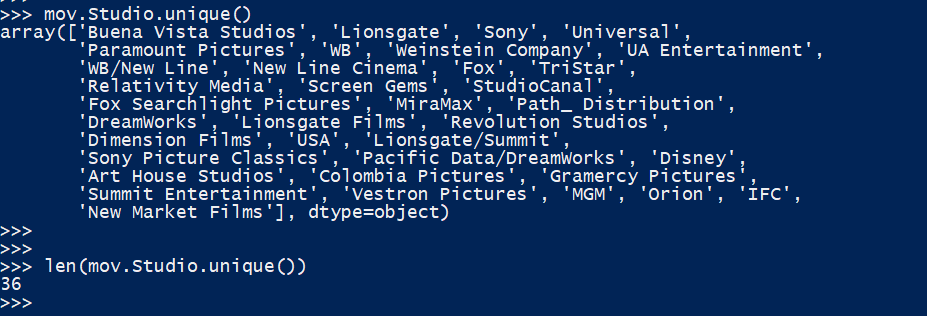 >>> mov.Studio.unique()
array(['Buena Vista Studios', 'Lionsgate', 'Sony', 'Universal',
       'Paramount Pictures', 'WB', 'Weinstein Company', 'UA Entertainment',
       'WB/New Line', 'New Line Cinema', 'Fox', 'TriStar',
       'Relativity Media', 'Screen Gems', 'StudioCanal',
       'Fox Searchlight Pictures', 'MiraMax', 'Path_ Distribution',
       'DreamWorks', 'Lionsgate Films', 'Revolution Studios',
       'Dimension Films', 'USA', 'Lionsgate/Summit',
       'Sony Picture Classics', 'Pacific Data/DreamWorks', 'Disney',
       'Art House Studios', 'Colombia Pictures', 'Gramercy Pictures',
       'Summit Entertainment', 'Vestron Pictures', 'MGM', 'Orion', 'IFC',
       'New Market Films'], dtype=object)
>>>
>>>
>>> len(mov.Studio.unique())
36
>>>